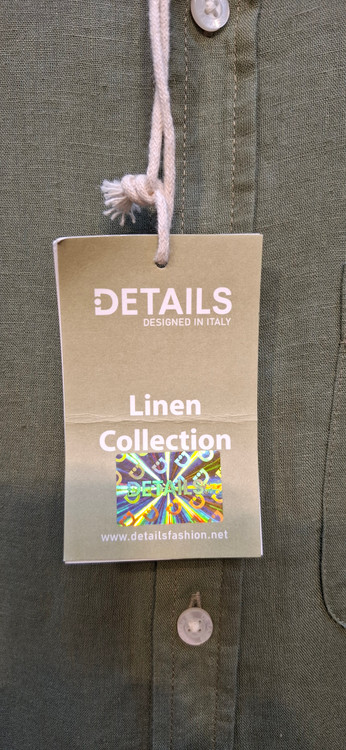 DETAILS
DESIGNED IN ITALY
Linen
Collection
DETAILS
www.detailsfashion.net